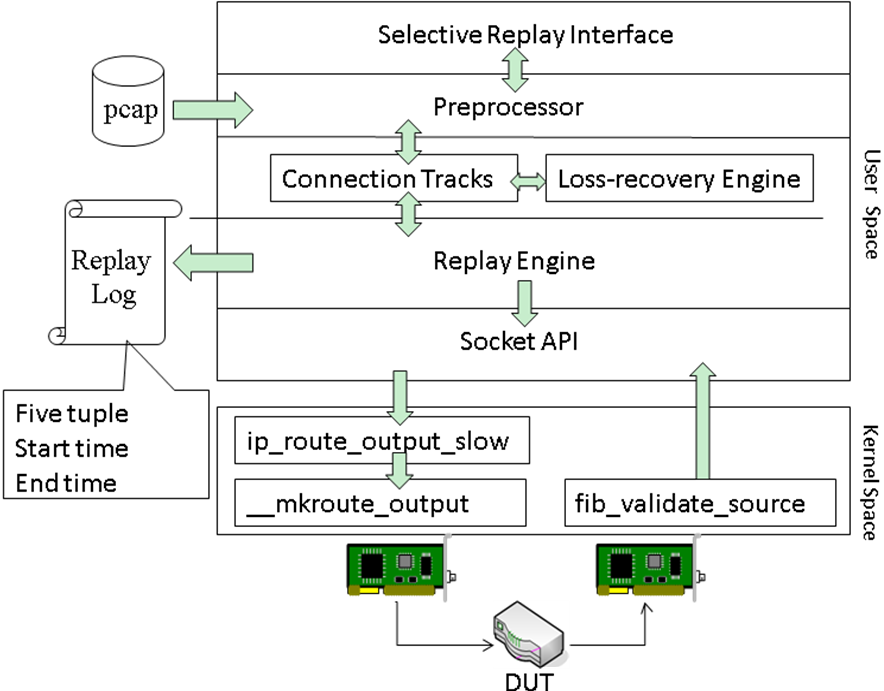 Selective Replay Interface
pcap
Preprocessor
Connection Tracks
Loss-recovery Engine
User Space
Replay
Log
Replay Engine
Socket API
Five tuple
Start time
End time
ip_route_output_slow
__mkroute_output
fib_validate_source
Kernel Space
DUT